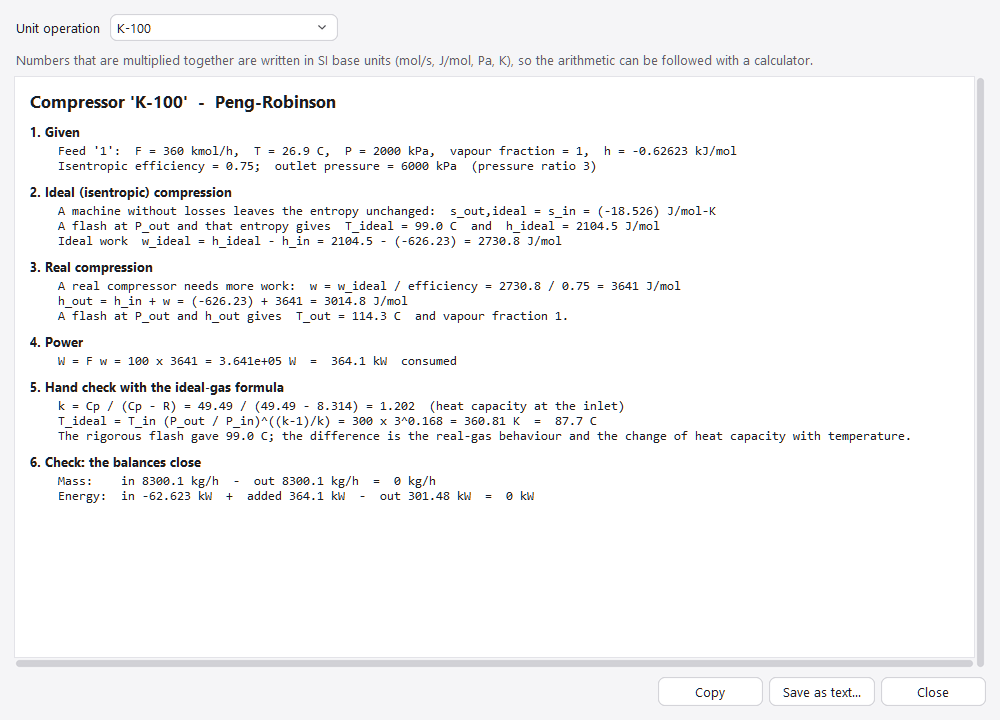 Unit operation
K-100
Numbers that are multiplied together are written in SI base units (mol/s, J/mol, Pa, K), so the arithmetic can be followed with a calculator.
Compressor 'K-100'  -  Peng-Robinson
1. Given
Feed '1':  F = 360 kmol/h,  T = 26.9 C,  P = 2000 kPa,  vapour fraction = 1,  h = -0.62623 kJ/mol
Isentropic efficiency = 0.75;  outlet pressure = 6000 kPa  (pressure ratio 3)
2. Ideal (isentropic) compression
A machine without losses leaves the entropy unchanged:  s_out,ideal = s_in = (-18.526) J/mol-K
A flash at P_out and that entropy gives  T_ideal = 99.0 C  and  h_ideal = 2104.5 J/mol
Ideal work  w_ideal = h_ideal - h_in = 2104.5 - (-626.23) = 2730.8 J/mol
3. Real compression
A real compressor needs more work:  w = w_ideal / efficiency = 2730.8 / 0.75 = 3641 J/mol
h_out = h_in + w = (-626.23) + 3641 = 3014.8 J/mol
A flash at P_out and h_out gives  T_out = 114.3 C  and vapour fraction 1.
4. Power
W = F w = 100 x 3641 = 3.641e+05 W  =  364.1 kW  consumed
5. Hand check with the ideal-gas formula
k = Cp / (Cp - R) = 49.49 / (49.49 - 8.314) = 1.202  (heat capacity at the inlet)
T_ideal = T_in (P_out / P_in)^((k-1)/k) = 300 x 3^0.168 = 360.81 K  =  87.7 C
The rigorous flash gave 99.0 C; the difference is the real-gas behaviour and the change of heat capacity with temperature.
6. Check: the balances close
Mass:    in 8300.1 kg/h  -  out 8300.1 kg/h  =  0 kg/h
Energy:  in -62.623 kW  +  added 364.1 kW  -  out 301.48 kW  =  0 kW
Copy
Save as text...
Close